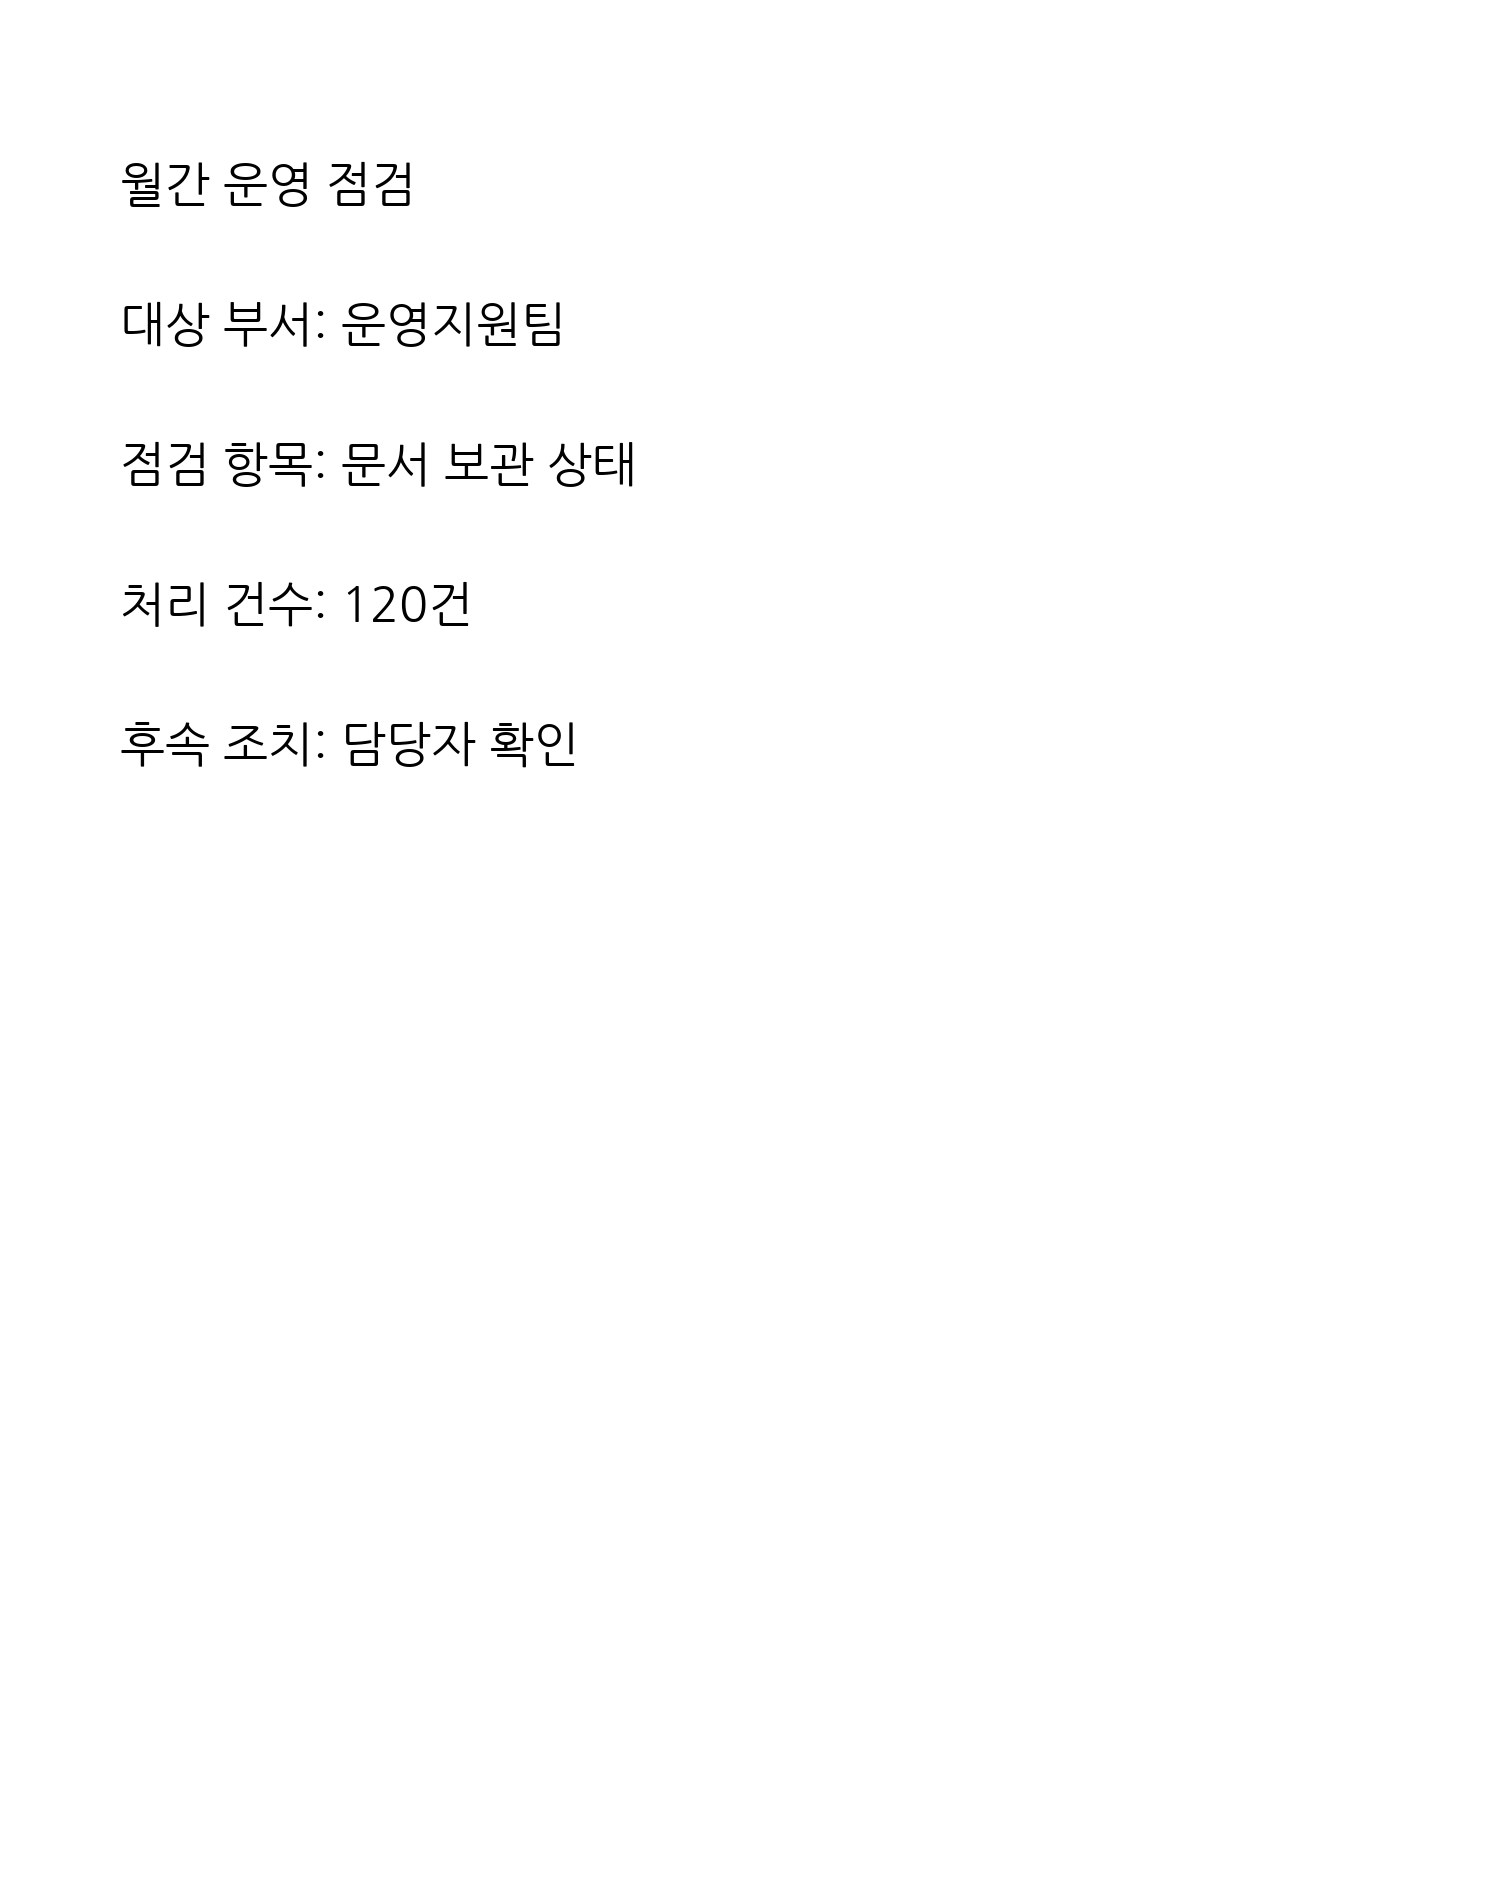 월간 운영 점검
대상 부서: 운영지원팀
점검 항목: 문서 보관 상태
처리 건수: 120건
후속 조치: 담당자 확인